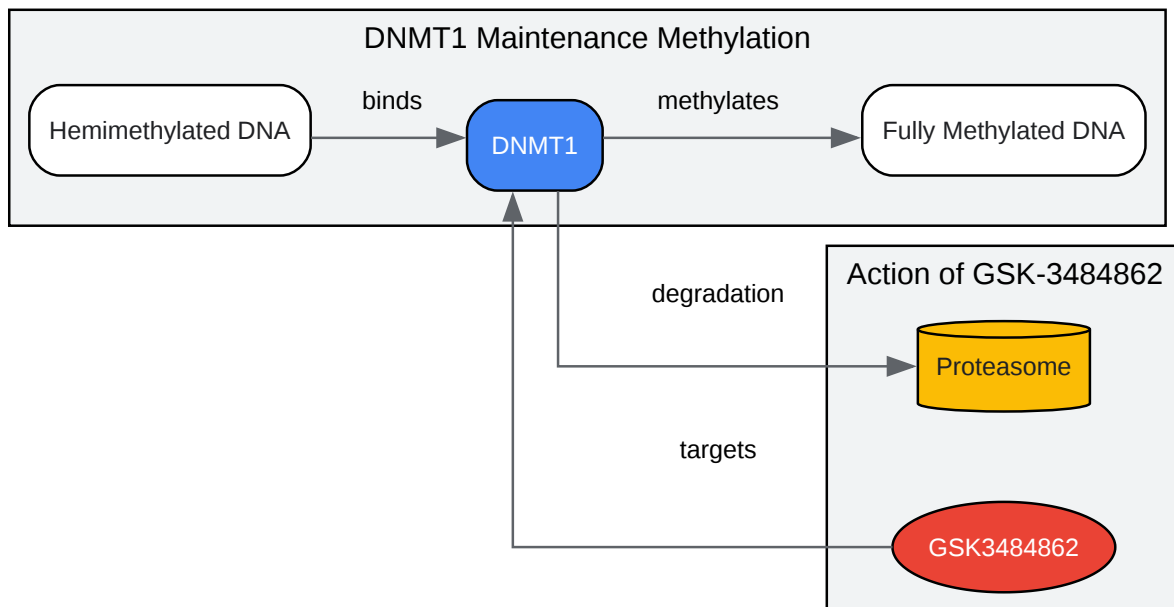 DNMT1 Maintenance Methylation
binds
methylates
Hemimethylated DNA
DNMT1
Fully Methylated DNA
Action of GSK-3484862
degradation
Proteasome
targets
GSK3484862